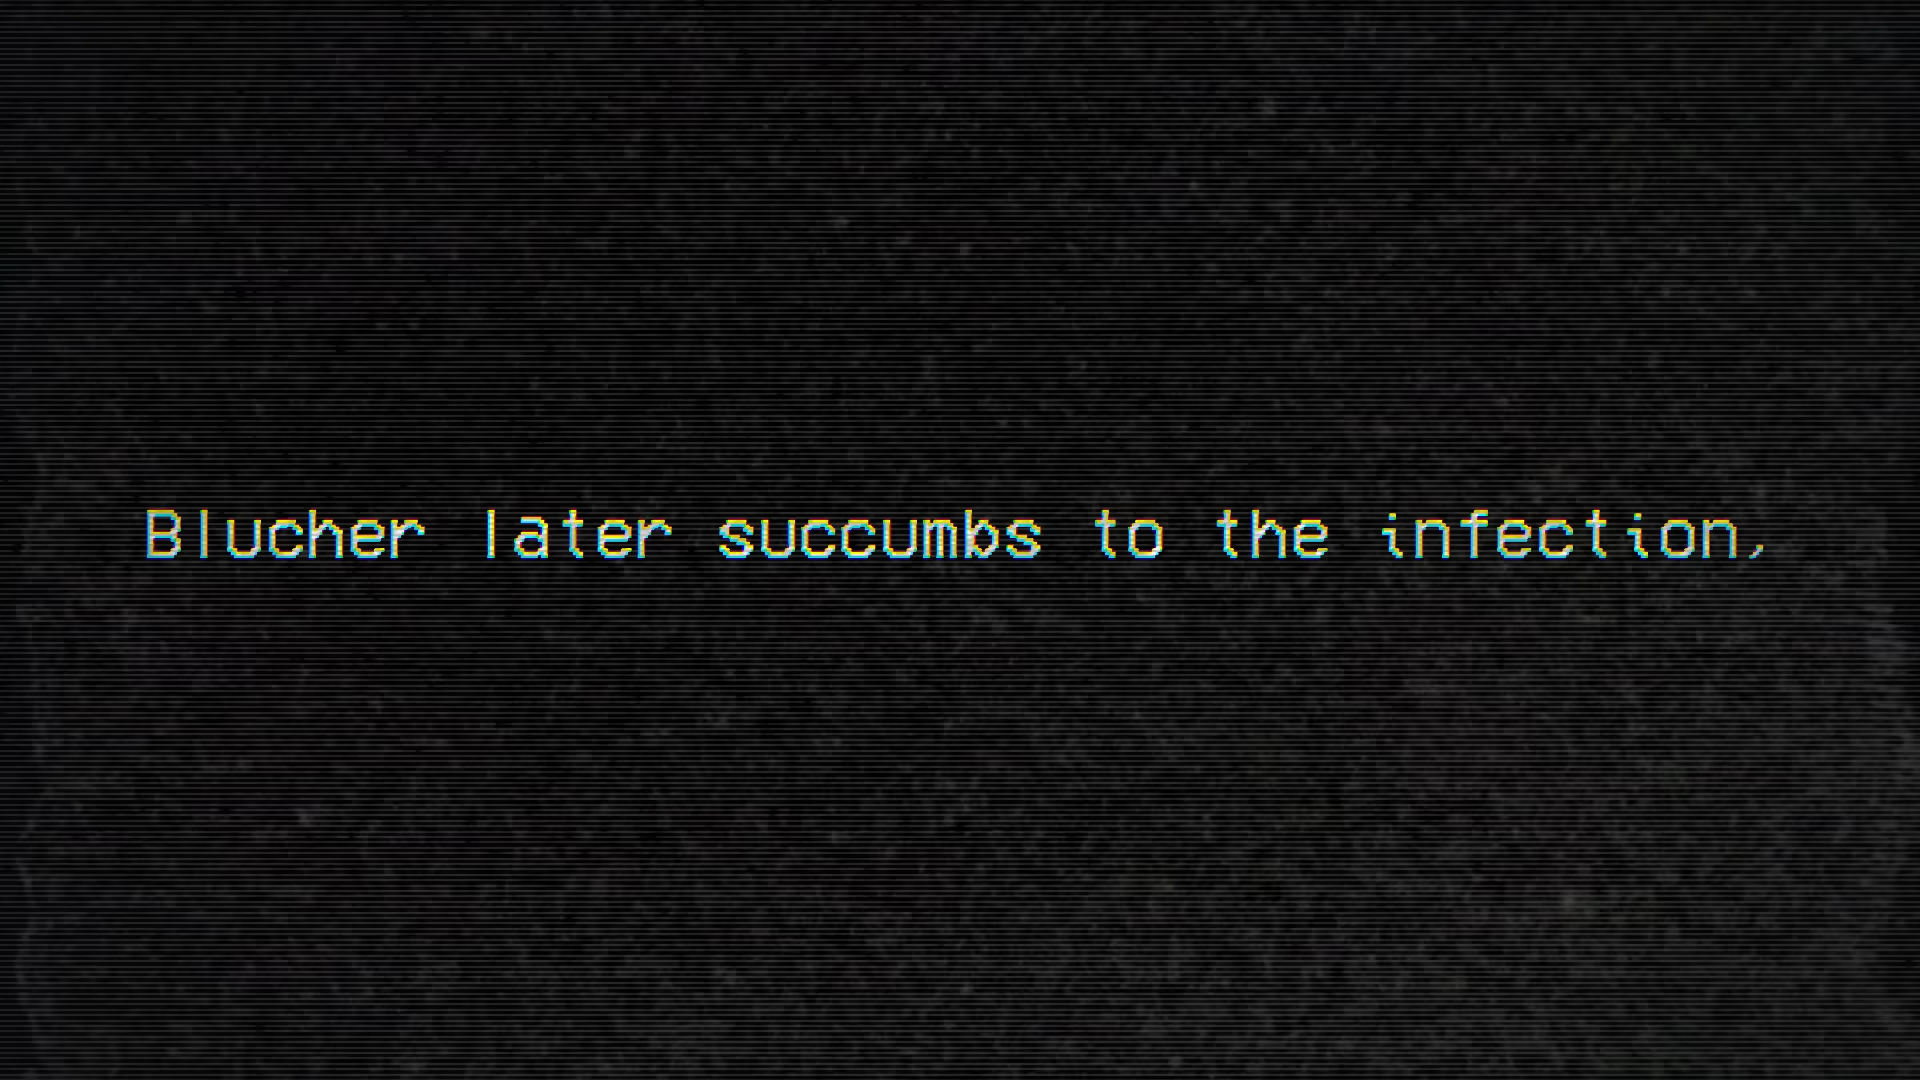 Blucher later succumbs to the infection,